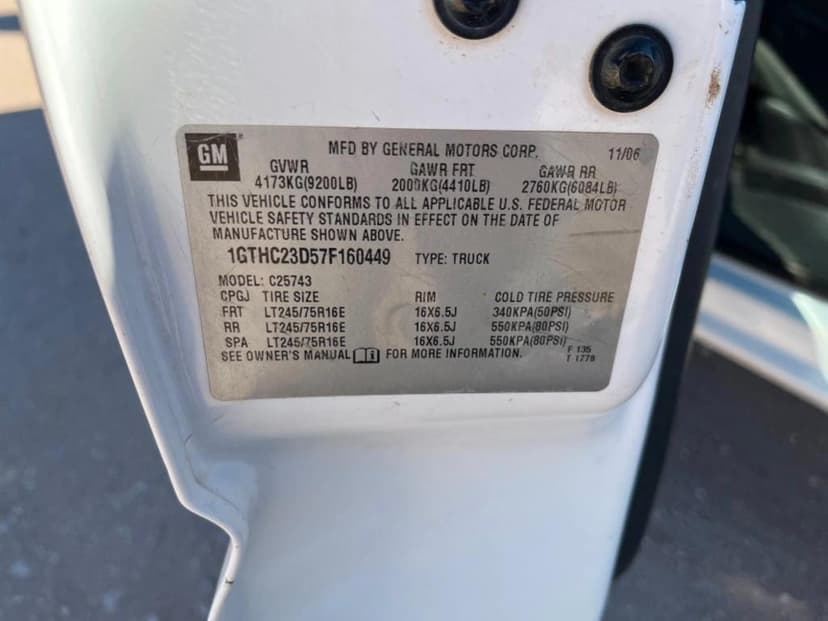 GM MFD BY GENERAL MOTORS CORP. 11/06
GVWR GAWR FRT GAWR RR
4173KG(9200LB) 2000KG(4410LB) 2760KG(6084LB)
THIS VEHICLE CONFORMS TO ALL APPLICABLE U.S. FEDERAL MOTOR
VEHICLE SAFETY STANDARDS IN EFFECT ON THE DATE OF
MANUFACTURE SHOWN ABOVE.
1GTHC23D57F160449 TYPE: TRUCK
MODEL: C25743
CPGJ TIRE SIZE RIM COLD TIRE PRESSURE
FRT LT245/75R16E 16X6.5J 340KPA(50PSI)
RR LT245/75R16E 16X6.5J 550KPA(80PSI)
SPA LT245/75R16E 16X6.5J 550KPA(80PSI)
SEE OWNER'S MANUAL FOR MORE INFORMATION. F 135
T 1778